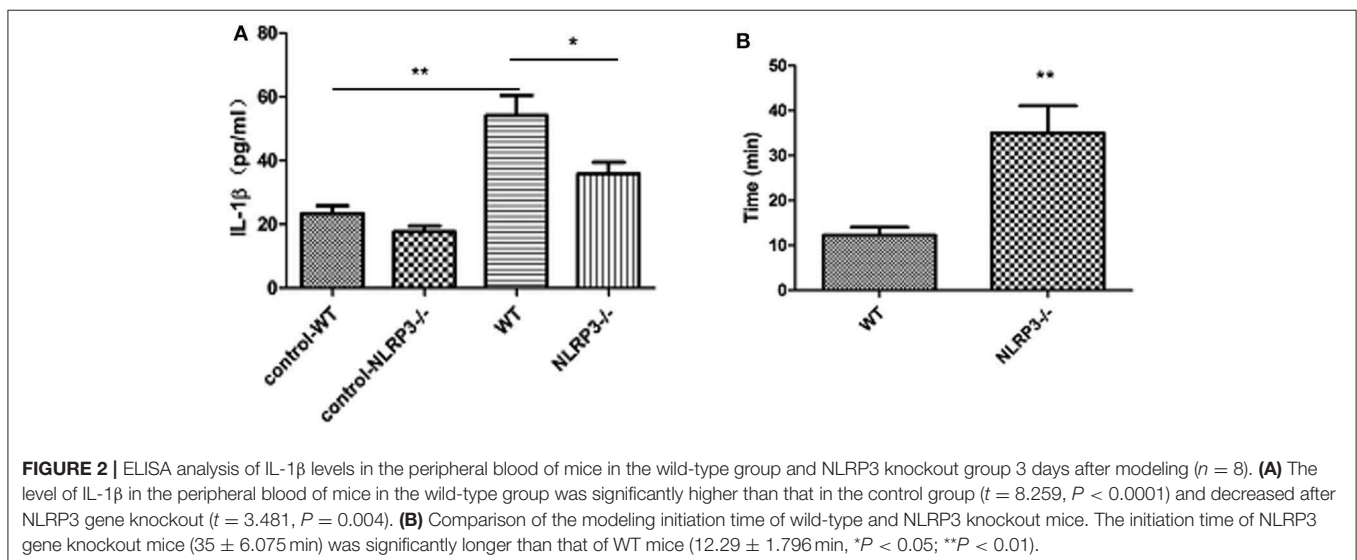 A
B
80
60
40
20
0
IL-1β (pg/ml)
**
*
control-WT
control-NLRP3-/-
WT
NLRP3-/-
50
40
30
20
10
0
Time (min)
**
WT
NLRP3-/-
FIGURE 2 | ELISA analysis of IL-1β levels in the peripheral blood of mice in the wild-type group and NLRP3 knockout group 3 days after modeling (n = 8). (A) The
level of IL-1β in the peripheral blood of mice in the wild-type group was significantly higher than that in the control group (t = 8.259, P < 0.0001) and decreased after
NLRP3 gene knockout (t = 3.481, P = 0.004). (B) Comparison of the modeling initiation time of wild-type and NLRP3 knockout mice. The initiation time of NLRP3
gene knockout mice (35 ± 6.075 min) was significantly longer than that of WT mice (12.29 ± 1.796 min, *P < 0.05; **P < 0.01).